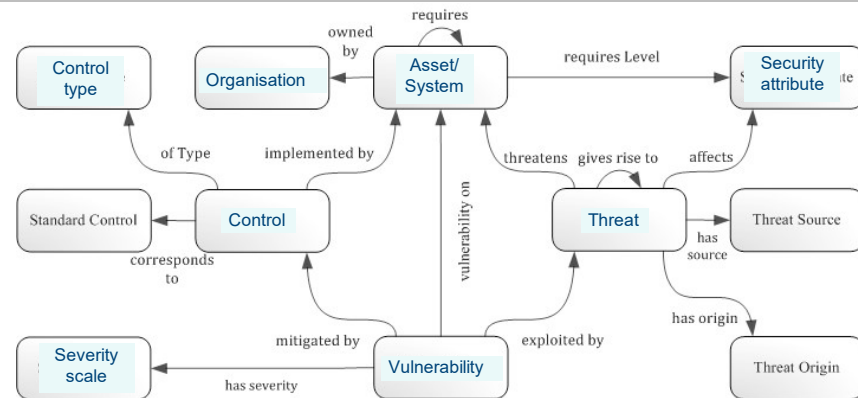 requires
owned
by
Control
type
Organisation
Asset/
System
requires Level
Security
attribute
of Type
implemented by
threatens
gives rise to
affects
vulnerability on
Standard Control
Control
Threat
Threat Source
corresponds
to
has
source
mitigated by
exploited by
has origin
Severity
scale
has severity
Vulnerability
Threat Origin